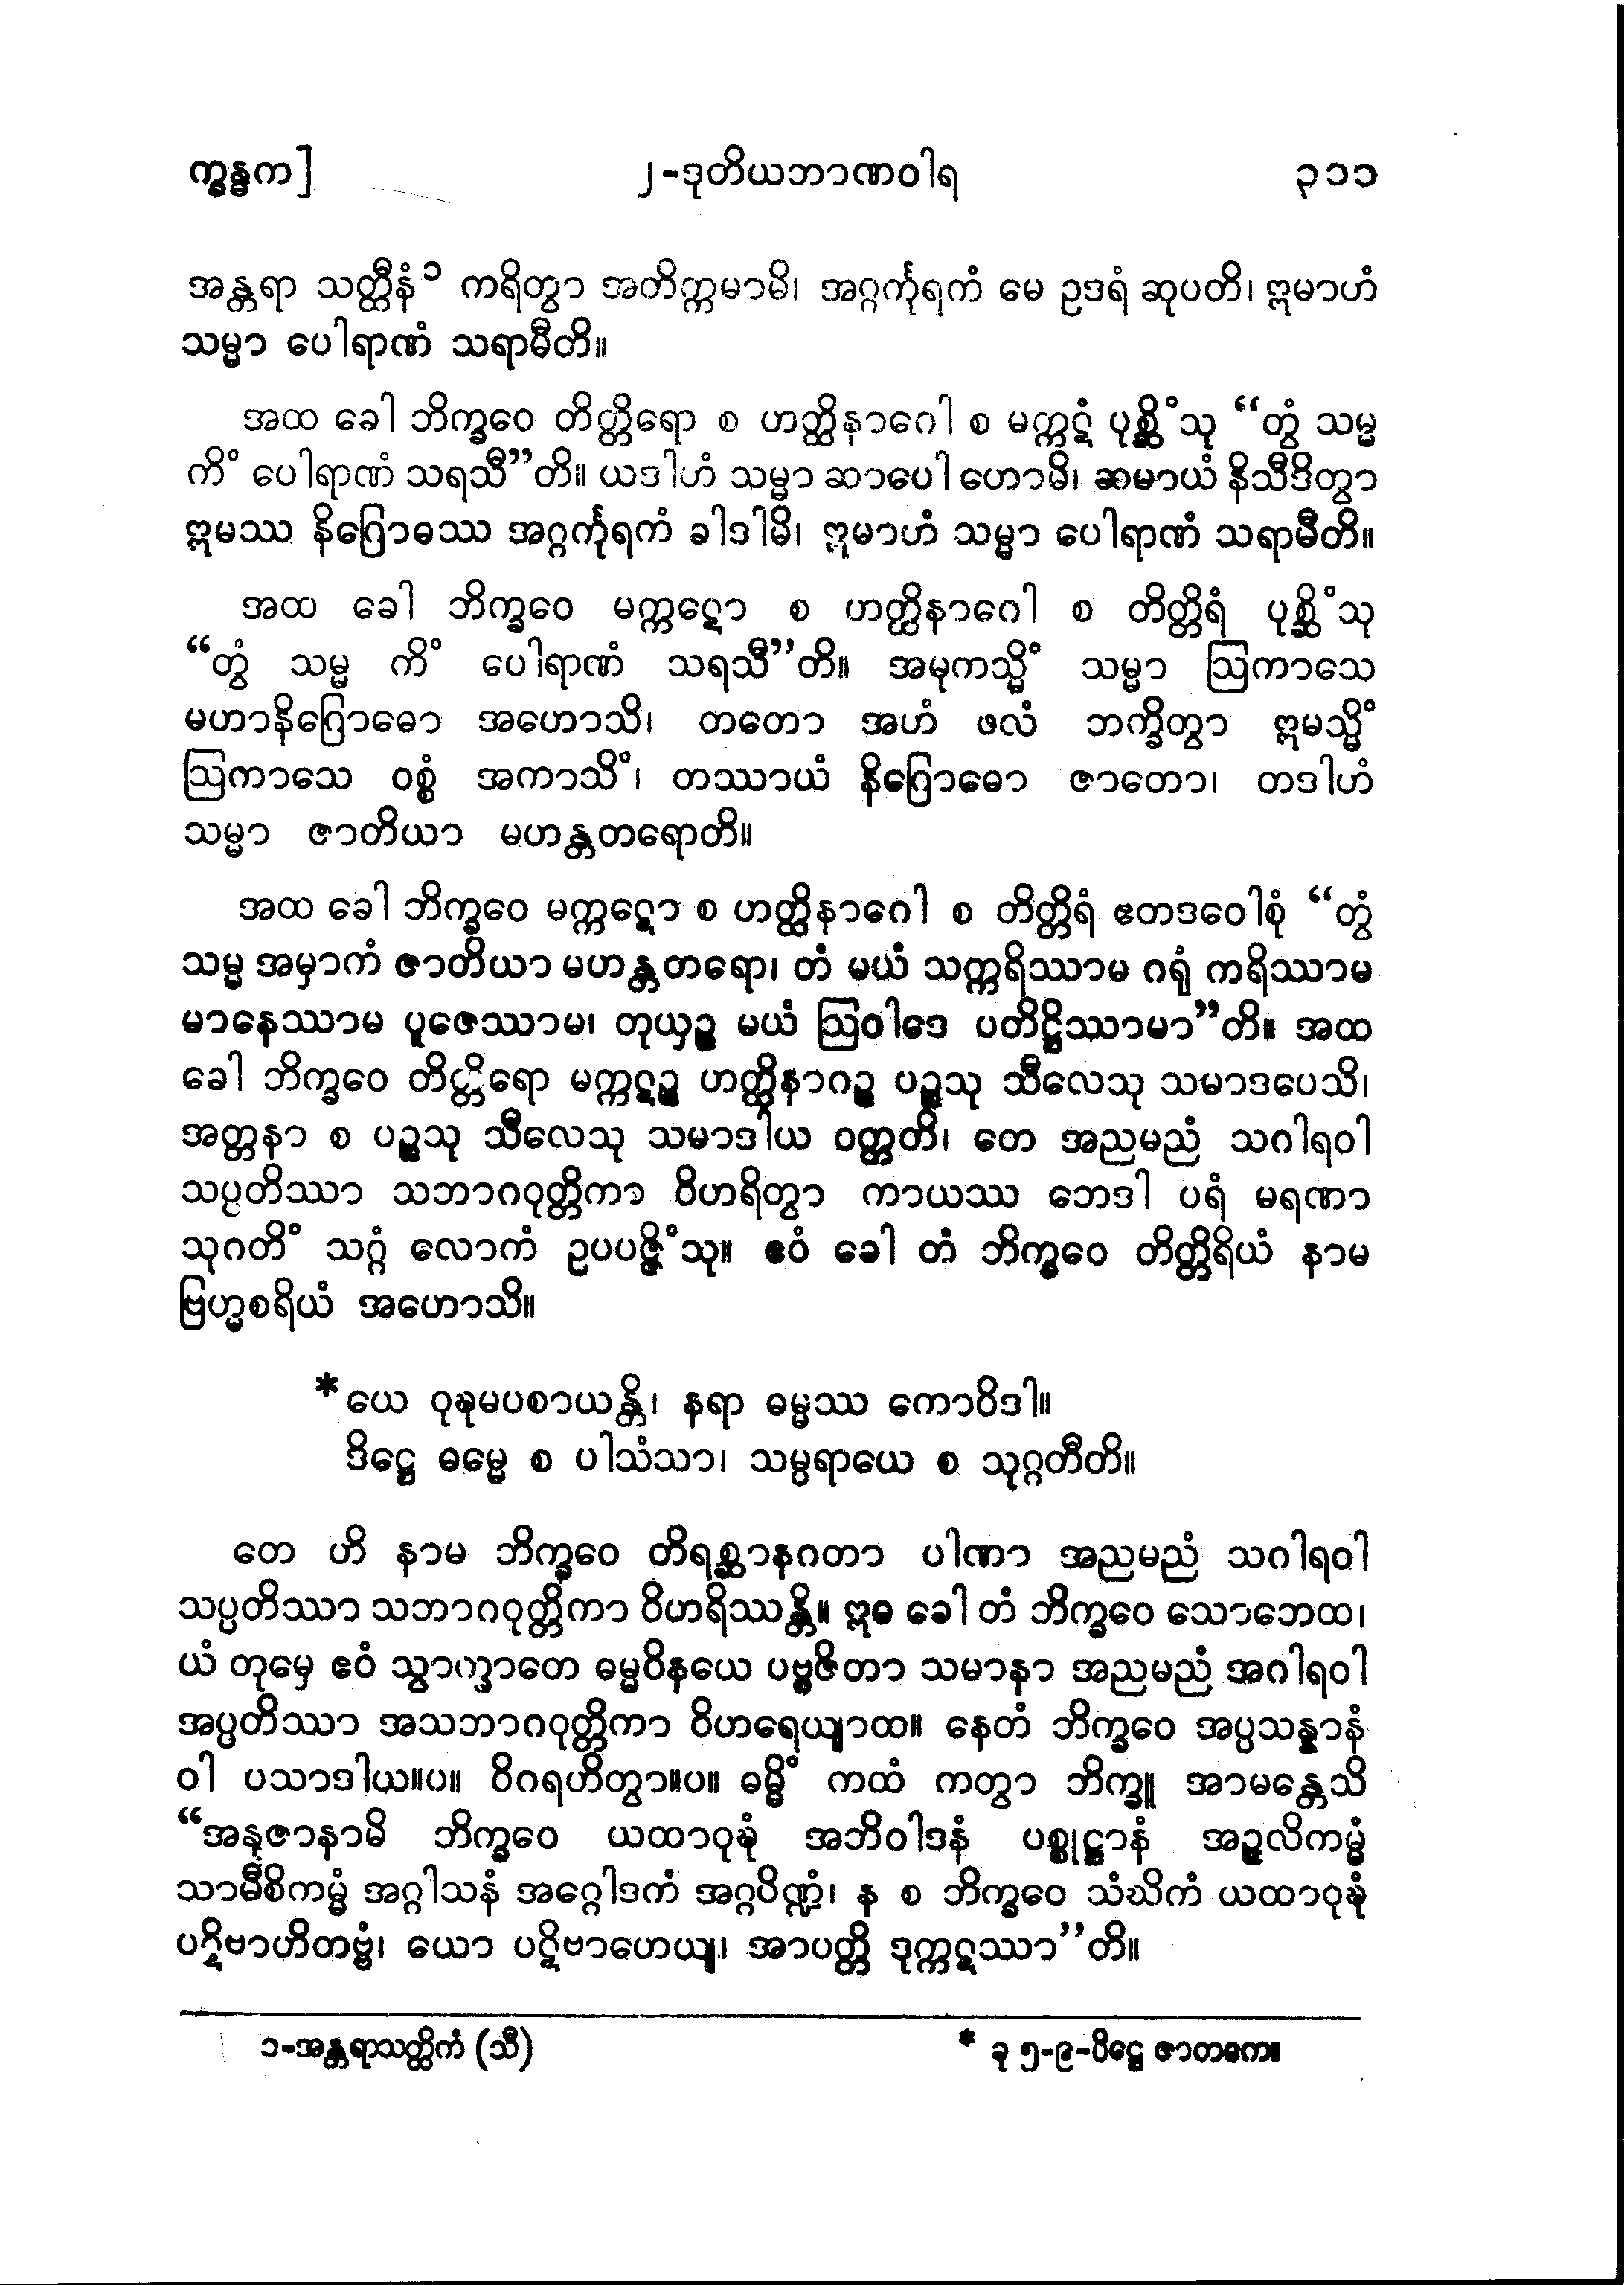 က္ခန္ဓက]
၂-ဒုတိယဘာဏဝါရ
၃၁၁
အန္တရာ သတ္ထီနံ၁ ကရိတွာ အတိက္ကမာမိ၊ အဂ္ဂင်္ကုရကံ မေ ဥဒရံ ဆုပတိ၊ ဣမာဟံ
သမ္မာ ပေါရာဏံ သရာမီတိ။
အထ ခေါ ဘိက္ခဝေ တိတ္တိရော စ ဟတ္ထိနာဂေါ စ မက္ကဋံ ပုစ္ဆိံသု “တွံ သမ္မ
ကိံ ပေါရာဏံ သရသီ”တိ။ ယဒါဟံ သမ္မာ ဆာပေါ ဟောမိ၊ ဆမာယံ နိသီဒိတွာ
ဣမဿ နိဂြောဓဿ အဂ္ဂင်္ကုရကံ ခါဒါမိ၊ ဣမာဟံ သမ္မာ ပေါရာဏံ သရာမီတိ။
အထ ခေါ ဘိက္ခဝေ မက္ကဋော စ ဟတ္ထိနာဂေါ စ တိတ္တိရံ ပုစ္ဆိံသု
“တွံ သမ္မ ကိံ ပေါရာဏံ သရသီ”တိ။ အမုကသ္မိံ သမ္မာ ဩကာသေ
မဟာနိဂြောဓော အဟောသိ၊ တတော အဟံ ဖလံ ဘက္ခိတွာ ဣမသ္မိံ
ဩကာသေ ဝစ္စံ အကာသိံ၊ တဿာယံ နိဂြောဓော ဇာတော၊ တဒါဟံ
သမ္မာ ဇာတိယာ မဟန္တတရောတိ။
အထ ခေါ ဘိက္ခဝေ မက္ကဋော စ ဟတ္ထိနာဂေါ စ တိတ္တိရံ ဧတဒဝေါစုံ “တွံ
သမ္မ အမှာကံ ဇာတိယာ မဟန္တတရော၊ တံ မယံ သက္ကရိဿာမ ဂရုံ ကရိဿာမ
မာနေဿာမ ပူဇေဿာမ၊ တုယှဉ္စ မယံ ဩဝါဒေ ပတိဋ္ဌိဿာမာ”တိ။ အထ
ခေါ ဘိက္ခဝေ တိတ္တိရော မက္ကဋဉ္စ ဟတ္ထိနာဂဉ္စ ပဉ္စသု သီလေသု သမာဒပေသိ၊
အတ္တနာ စ ပဉ္စသု သီလေသု သမာဒါယ ဝတ္တတိ၊ တေ အညမညံ သဂါရဝါ
သပ္ပတိဿာ သဘာဂဝုတ္တိကာ ဝိဟရိတွာ ကာယဿ ဘေဒါ ပရံ မရဏာ
သုဂတိံ သဂ္ဂံ လောကံ ဥပပဇ္ဇိံသု။ ဧဝံ ခေါ တံ ဘိက္ခဝေ တိတ္တိရိယံ နာမ
ဗြဟ္မစရိယံ အဟောသိ။
*ယေ ဝုဍ္ဎမပစာယန္တိ၊ နရာ ဓမ္မဿ ကောဝိဒါ။
ဒိဋ္ဌေ ဓမ္မေ စ ပါသံသာ၊ သမ္ပရာယေ စ သုဂ္ဂတီတိ။
တေ ဟိ နာမ ဘိက္ခဝေ တိရစ္ဆာနဂတာ ပါဏာ အညမညံ သဂါရဝါ
သပ္ပတိဿာ သဘာဂဝုတ္တိကာ ဝိဟရိဿန္တိ။ ဣဓ ခေါ တံ ဘိက္ခဝေ သောဘေထ၊
ယံ တုမှေ ဧဝံ သွာက္ခာတေ ဓမ္မဝိနယေ ပဗ္ဗဇိတာ သမာနာ အညမညံ အဂါရဝါ
အပ္ပတိဿာ အသဘာဂဝုတ္တိကာ ဝိဟရေယျာထ။ နေတံ ဘိက္ခဝေ အပ္ပသန္နာနံ
ဝါ ပသာဒါယ။ပ။ ဝိဂရဟိတွာ။ပ။ ဓမ္မိံ ကထံ ကတွာ ဘိက္ခူ အာမန္တေသိ
“အနုဇာနာမိ ဘိက္ခဝေ ယထာဝုဍ္ဎံ အဘိဝါဒနံ ပစ္စုဋ္ဌာနံ အဉ္ဇလိကမ္မံ
သာမီစိကမ္မံ အဂ္ဂါသနံ အဂ္ဂေါဒကံ အဂ္ဂပိဏ္ဍံ၊ န စ ဘိက္ခဝေ သံဃိကံ ယထာဝုဍ္ဎံ
ပဋိဗာဟိတဗ္ဗံ၊ ယော ပဋိဗာဟေယျ၊ အာပတ္တိ ဒုက္ကဋဿာ”တိ။
၁-အန္တရာသတ္ထိကံ (သီ)
* ခု ၅-၉-ပိဋ္ဌေ ဇာတကေ။